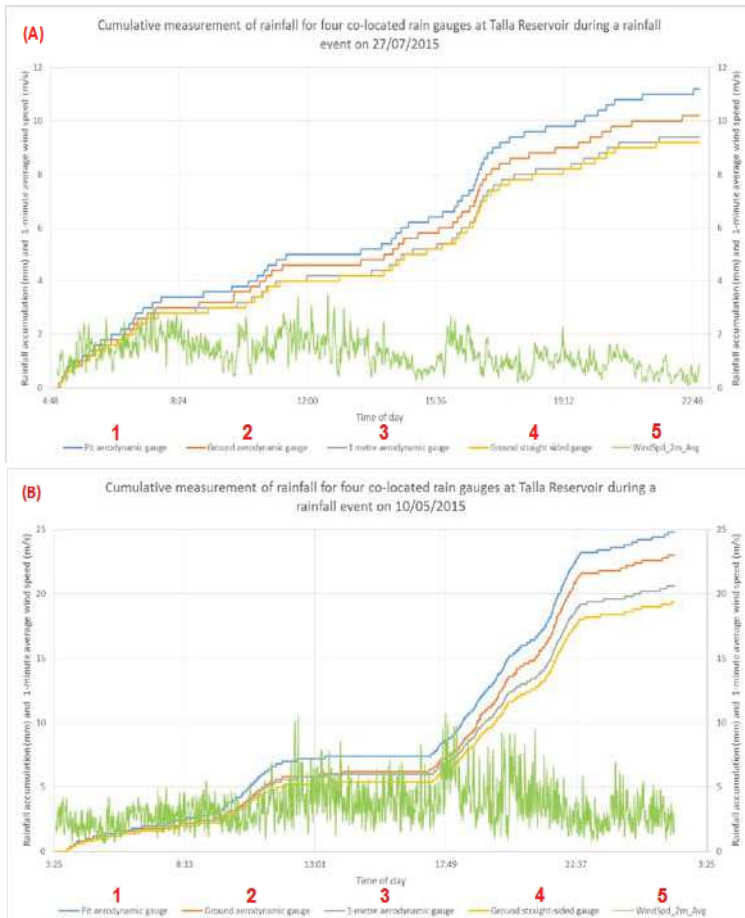 (A)
Cumulative measurement of rainfall for four co-located rain gauges at Talla Reservoir during a rainfall
event on 27/07/2015
Rainfall accumulation (mm) and 1-minute average wind speed (m/s)
12
10
8
6
4
2
0
12
10
8
6
4
2
0
Rainfall accumulation (mm) and 1-minute average wind speed (m/s)
4:48
8:24
12:00
15:36
19:12
22:48
Time of day
1 2 3 4 5
Pit aerodynamic gauge Ground aerodynamic gauge 1 metre aerodynamic gauge Ground straight-sided gauge WindSpd_2m_Avg
(B)
Cumulative measurement of rainfall for four co-located rain gauges at Talla Reservoir during a
rainfall event on 10/05/2015
Rainfall accumulation (mm) and 1-minute average wind speed (m/s)
25
20
15
10
5
0
25
20
15
10
5
0
Rainfall accumulation (mm) and 1-minute average wind speed (m/s)
3:25
8:13
13:01
17:49
22:37
3:25
Time of day
1 2 3 4 5
Pit aerodynamic gauge Ground aerodynamic gauge 1-metre aerodynamic gauge Ground straight-sided gauge WindSpd_2m_Avg